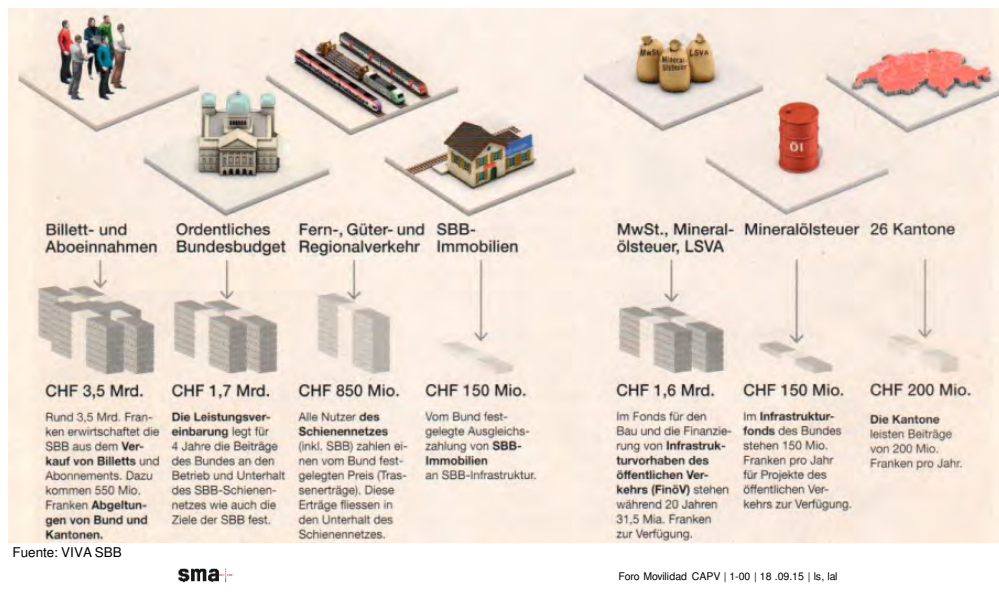 MwSt.
Mineral-
ölsteuer
LSVA
ÖI
Billett- und
Aboeinnahmen
Ordentliches
Bundesbudget
Fern-, Güter- und
Regionalverkehr
SBB-
Immobilien
MwSt., Mineral-
ölsteuer, LSVA
Mineralölsteuer
26 Kantone
CHF 3,5 Mrd.
Rund 3,5 Mrd. Fran-
ken erwirtschaftet die
SBB aus dem Ver-
kauf von Billetts und
Abonnements. Dazu
kommen 550 Mio.
Franken Abgeltun-
gen von Bund und
Kantonen.
CHF 1,7 Mrd.
Die Leistungsver-
einbarung legt für
4 Jahre die Beiträge
des Bundes an den
Betrieb und Unterhalt
des SBB-Schienen-
netzes wie auch die
Ziele der SBB fest.
CHF 850 Mio.
Alle Nutzer des
Schienennetzes
(inkl. SBB) zahlen ei-
nen vom Bund fest-
gelegten Preis (Tras-
senerträge). Diese
Erträge fliessen in
den Unterhalt des
Schienennetzes.
CHF 150 Mio.
Vom Bund fest-
gelegte Ausgleichs-
zahlung von SBB-
Immobilien
an SBB-Infrastruktur.
CHF 1,6 Mrd.
Im Fonds für den
Bau und die Finanzie-
rung von Infrastruk-
turvorhaben des
öffentlichen Ver-
kehrs (FinöV) stehen
während 20 Jahren
31,5 Mia. Franken
zur Verfügung.
CHF 150 Mio.
Im Infrastruktur-
fonds des Bundes
stehen 150 Mio.
Franken pro Jahr
für Projekte des
öffentlichen Ver-
kehrs zur Verfügung.
CHF 200 Mio.
Die Kantone
leisten Beiträge
von 200 Mio.
Franken pro Jahr.
Fuente: VIVA SBB
sma
Foro Movilidad CAPV | 1-00 | 18 .09.15 | ls, lal